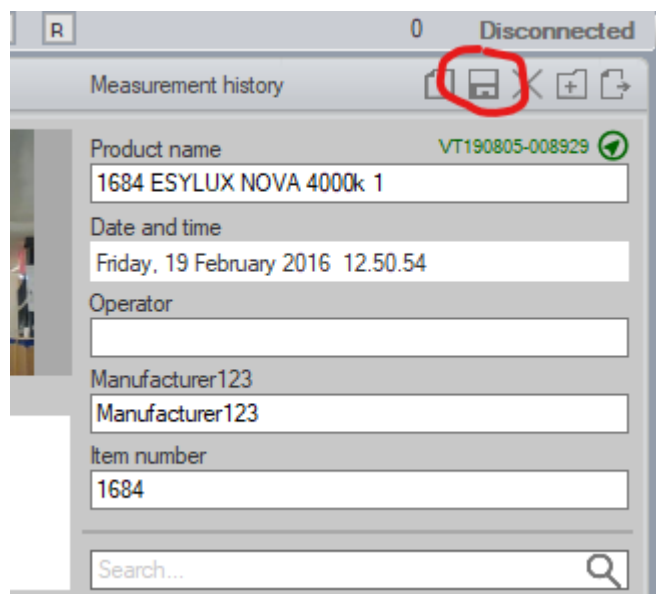 R 0 Disconnected
Measurement history
Product name VT190805-008929
1684 ESYLUX NOVA 4000k 1
Date and time
Friday, 19 February 2016 12.50.54
Operator
Manufacturer123
Manufacturer123
Item number
1684
Search...